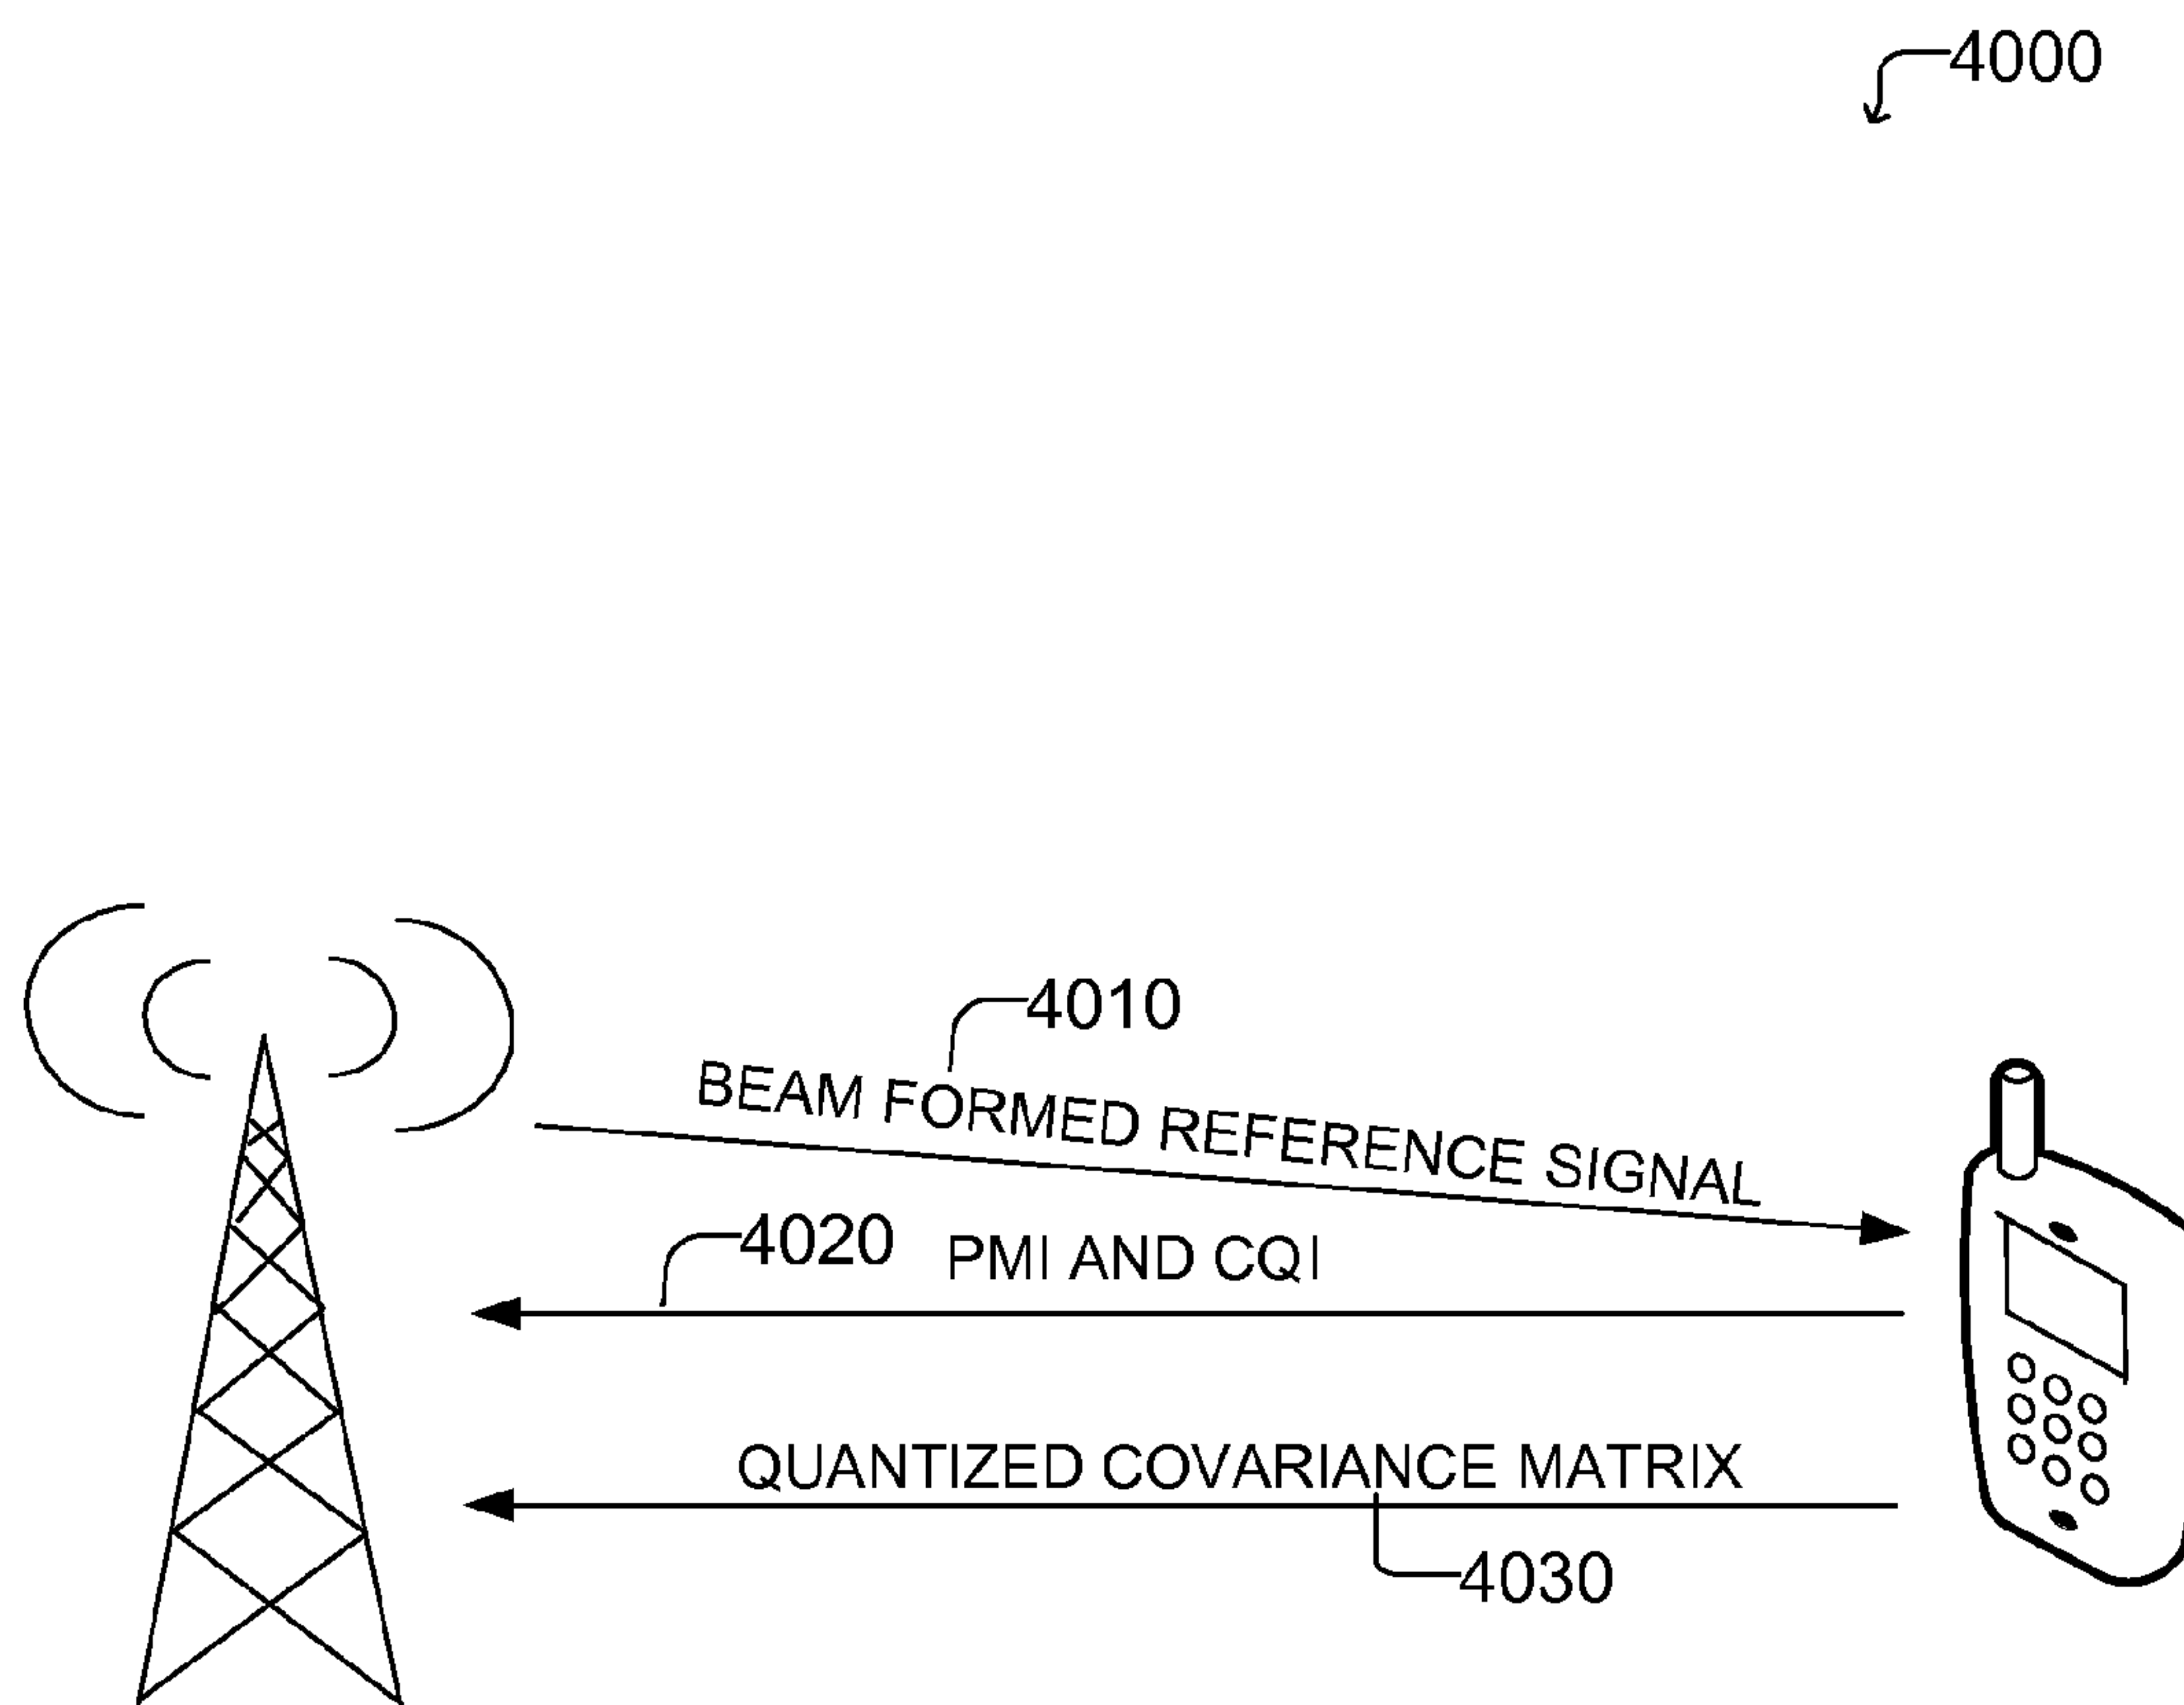 4000
4010
BEAM FORMED REFERENCE SIGNAL
4020
PMI AND CQI
QUANTIZED COVARIANCE MATRIX
4030